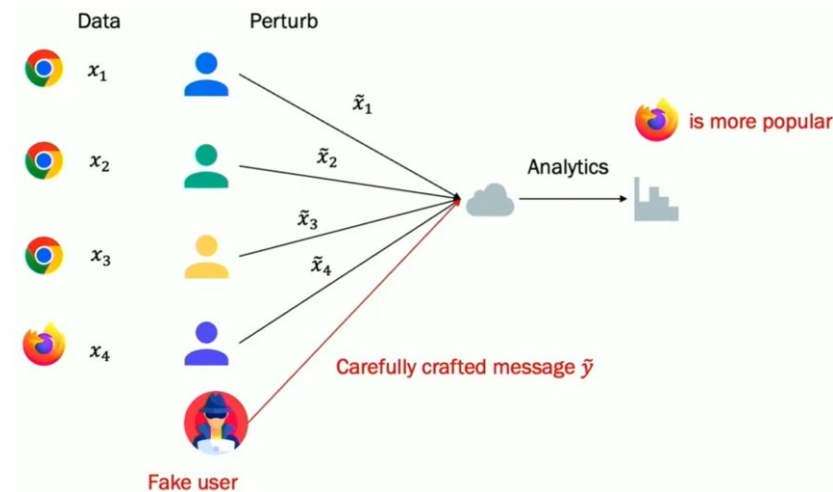 Data
Perturb
x₁
x̃₁
is more popular
x₂
x̃₂
Analytics
x₃
x̃₃
x̃₄
x₄
Carefully crafted message ỹ
Fake user